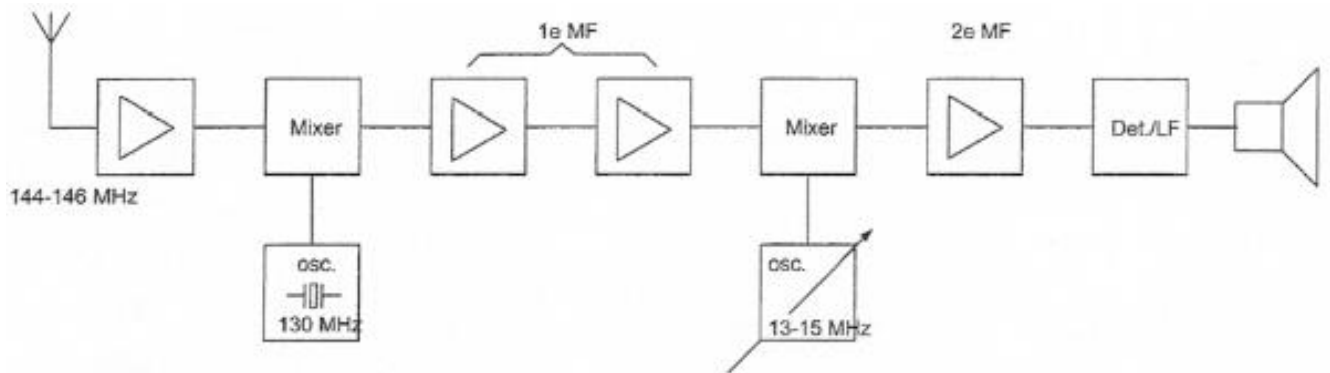 1e MF
2e MF
Mixer
Mixer
Det./LF
144-146 MHz
osc.
130 MHz
osc.
13-15 MHz